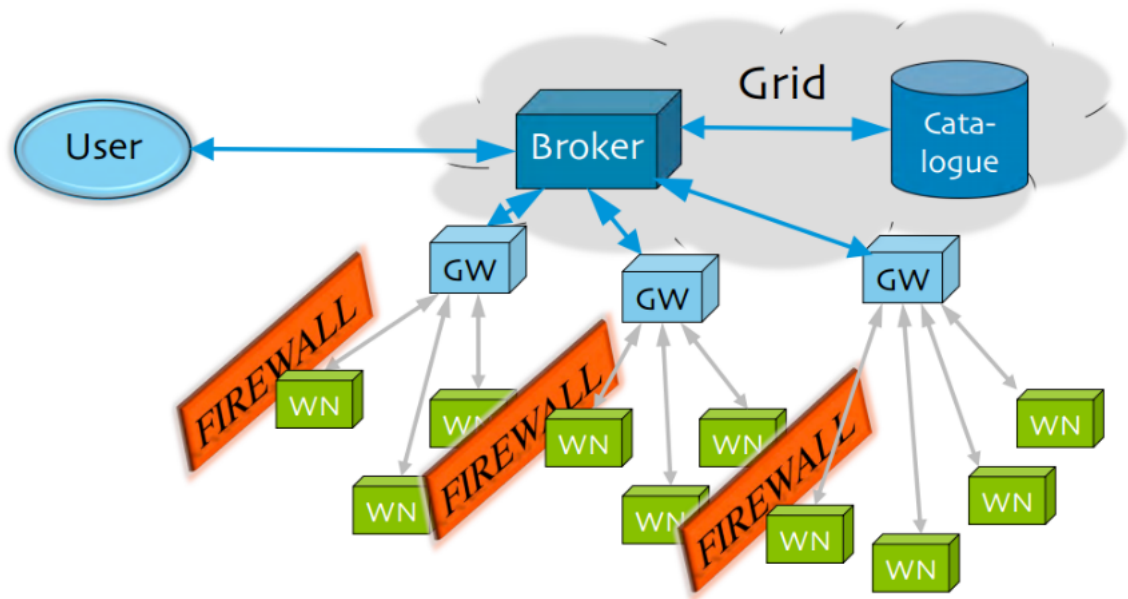 Grid
User
Broker
Cata-
logue
GW
GW
GW
FIREWALL
FIREWALL
FIREWALL
WN
WN
WN
WN
WN
WN
WN
WN
WN
WN
WN